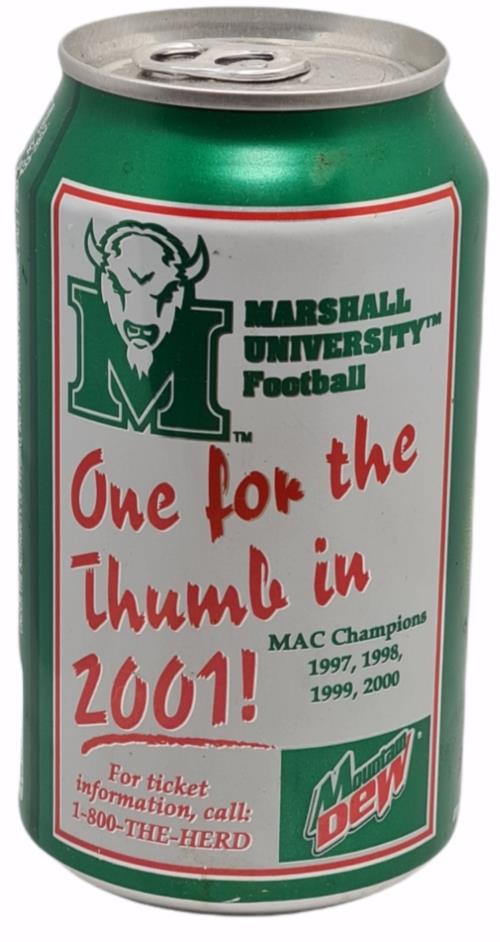 M
TM
MARSHALL
UNIVERSITY™
Football
One for the
Thumb in
2001!
MAC Champions
1997, 1998,
1999, 2000
For ticket
information, call:
1-800-THE-HERD
Mountain
Dew®